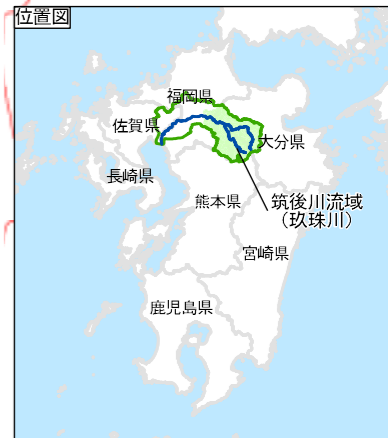 位置図
福岡県
佐賀県
大分県
長崎県
熊本県
筑後川流域
（玖珠川）
宮崎県
鹿児島県